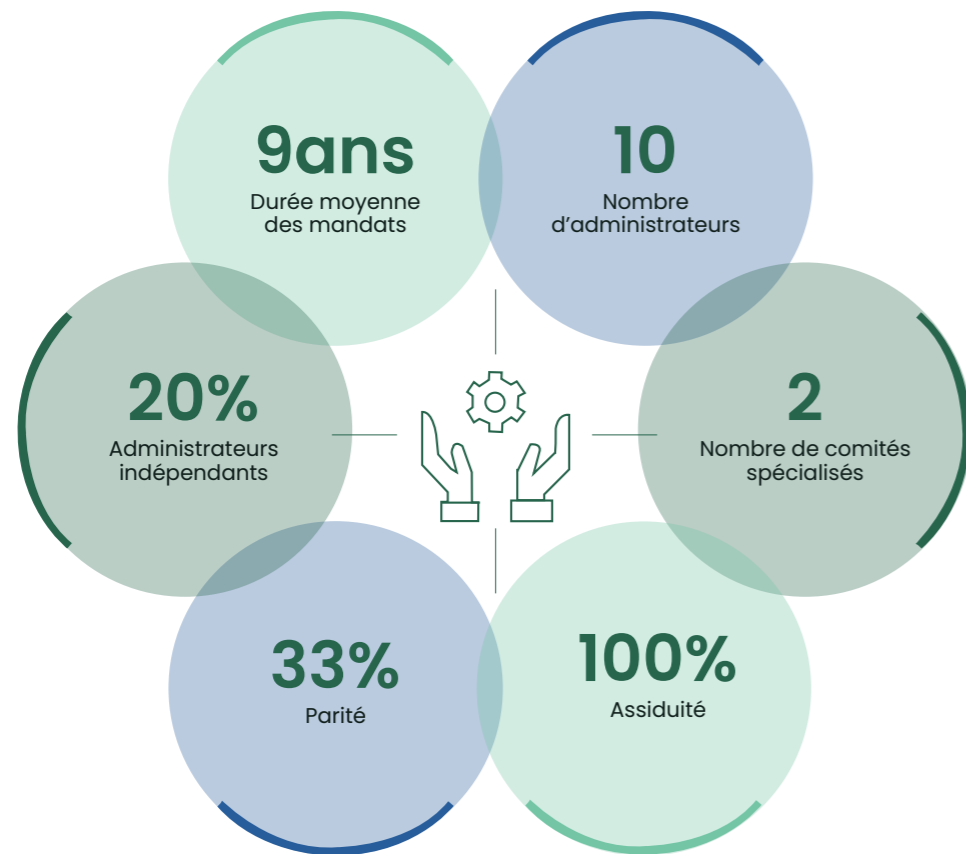 9ans
Durée moyenne
des mandats
10
Nombre
d’administrateurs
20%
Administrateurs
indépendants
2
Nombre de comités
spécialisés
33%
Parité
100%
Assiduité